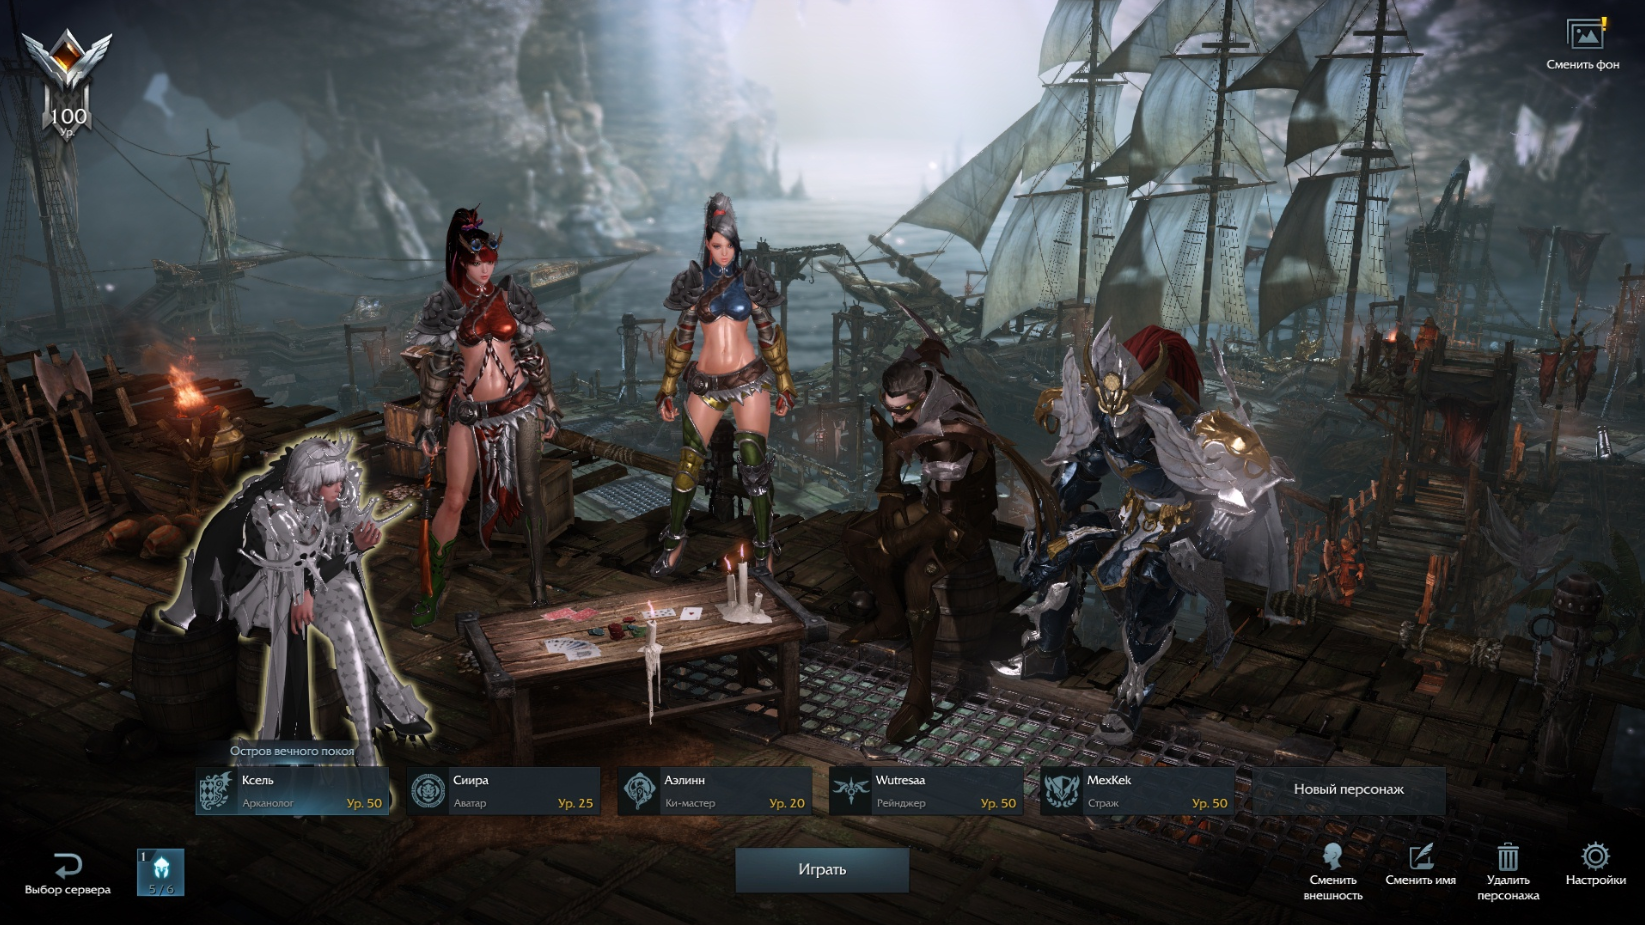 100
Ур.
Сменить фон
Остров вечного покоя
Ксель
Арканолог
Ур. 50
Сиира
Аватар
Ур. 25
Аэлинн
Ки-мастер
Ур. 20
Wutresaa
Рейнджер
Ур. 50
MexKek
Страж
Ур. 50
Новый персонаж
Выбор сервера
1
5 / 6
Играть
Сменить
внешность
Сменить имя
Удалить
персонажа
Настройки